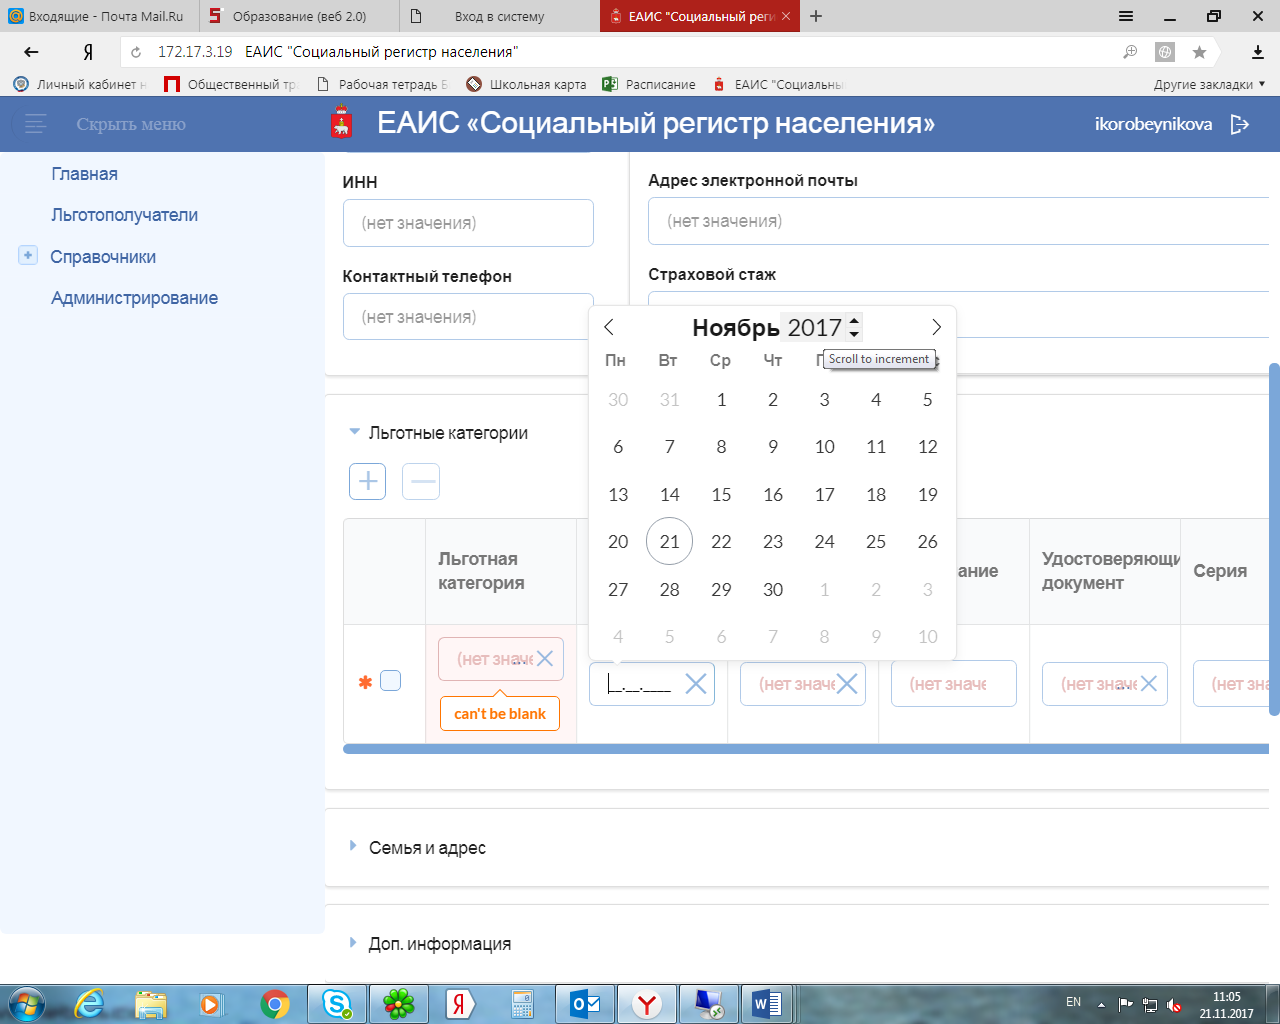 Входящие - Почта Mail.Ru
Образование (веб 2.0)
Вход в систему
ЕАИС "Социальный реги
172.17.3.19 ЕАИС "Социальный регистр населения"
Личный кабинет н
Общественный тра
Рабочая тетрадь Б
Школьная карта
Расписание
ЕАИС "Социальны
Другие закладки
Скрыть меню
ЕАИС «Социальный регистр населения»
ikorobeynikova
Главная
Льготополучатели
Справочники
Администрирование
ИНН
(нет значения)
Контактный телефон
(нет значения)
Адрес электронной почты
(нет значения)
Страховой стаж
Ноябрь 2017
Scroll to increment
Пн Вт Ср Чт П с
30 31 1 2 3 4 5
6 7 8 9 10 11 12
13 14 15 16 17 18 19
20 21 22 23 24 25 26
27 28 29 30 1 2 3
4 5 6 7 8 9 10
Льготные категории
Льготная
категория
ание
Удостоверяющи
документ
Серия
(нет значе
can't be blank
__.__.____
(нет значе
(нет значе
(нет значе
(нет зна
Семья и адрес
Доп. информация
EN
11:05
21.11.2017